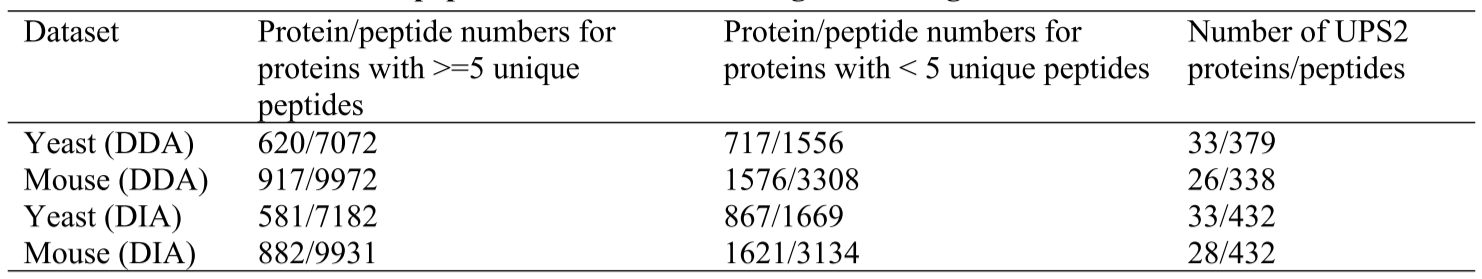 Dataset Protein/peptide numbers for Protein/peptide numbers for Number of UPS2
proteins with >=5 unique proteins with < 5 unique peptides proteins/peptides
peptides
Yeast (DDA) 620/7072 717/1556 33/379
Mouse (DDA) 917/9972 1576/3308 26/338
Yeast (DIA) 581/7182 867/1669 33/432
Mouse (DIA) 882/9931 1621/3134 28/432